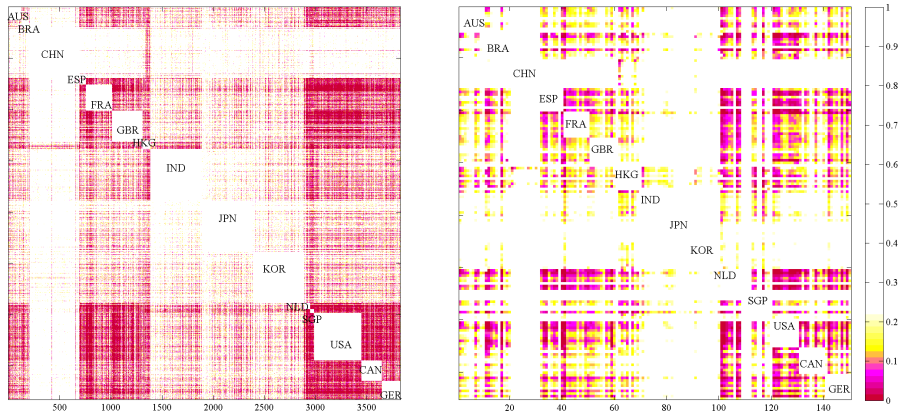 AUS
BRA
CHN
ESP
FRA
GBR
HKG
IND
JPN
KOR
NLD
SGP
USA
CAN
GER
500 1000 1500 2000 2500 3000 3500
AUS
BRA
CHN
ESP
FRA
GBR
HKG
IND
JPN
KOR
NLD
SGP
USA
CAN
GER
20 40 60 80 100 120 140
1
0.9
0.8
0.7
0.6
0.5
0.4
0.3
0.2
0.1
0